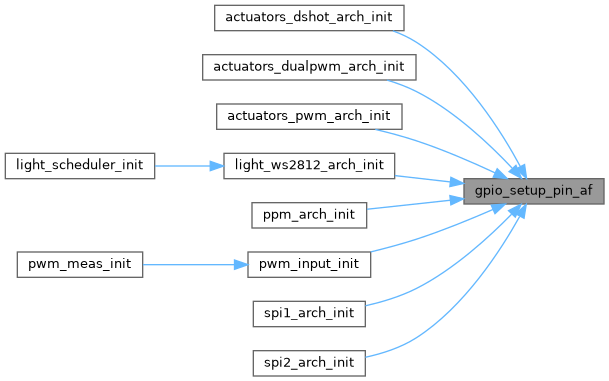 actuators_dshot_arch_init
actuators_dualpwm_arch_init
actuators_pwm_arch_init
light_scheduler_init
light_ws2812_arch_init
gpio_setup_pin_af
ppm_arch_init
pwm_meas_init
pwm_input_init
spi1_arch_init
spi2_arch_init